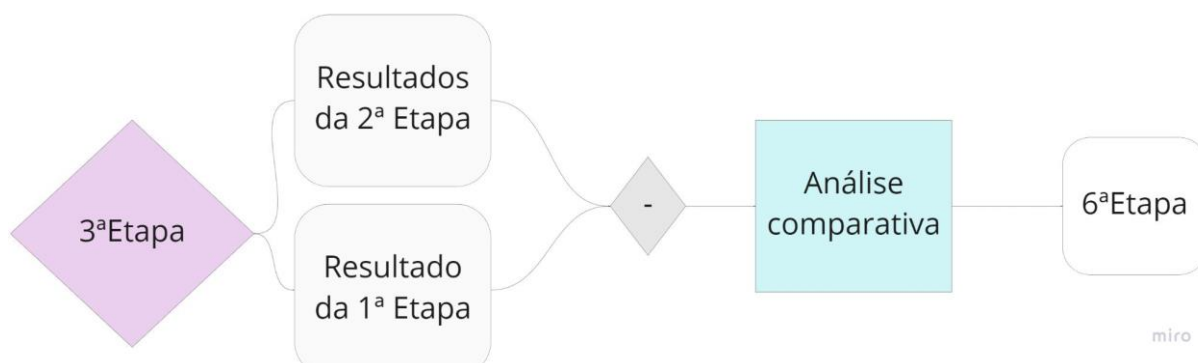 3ªEtapa
Resultados
da 2ª Etapa
Resultado
da 1ª Etapa
-
Análise
comparativa
6ªEtapa
miro